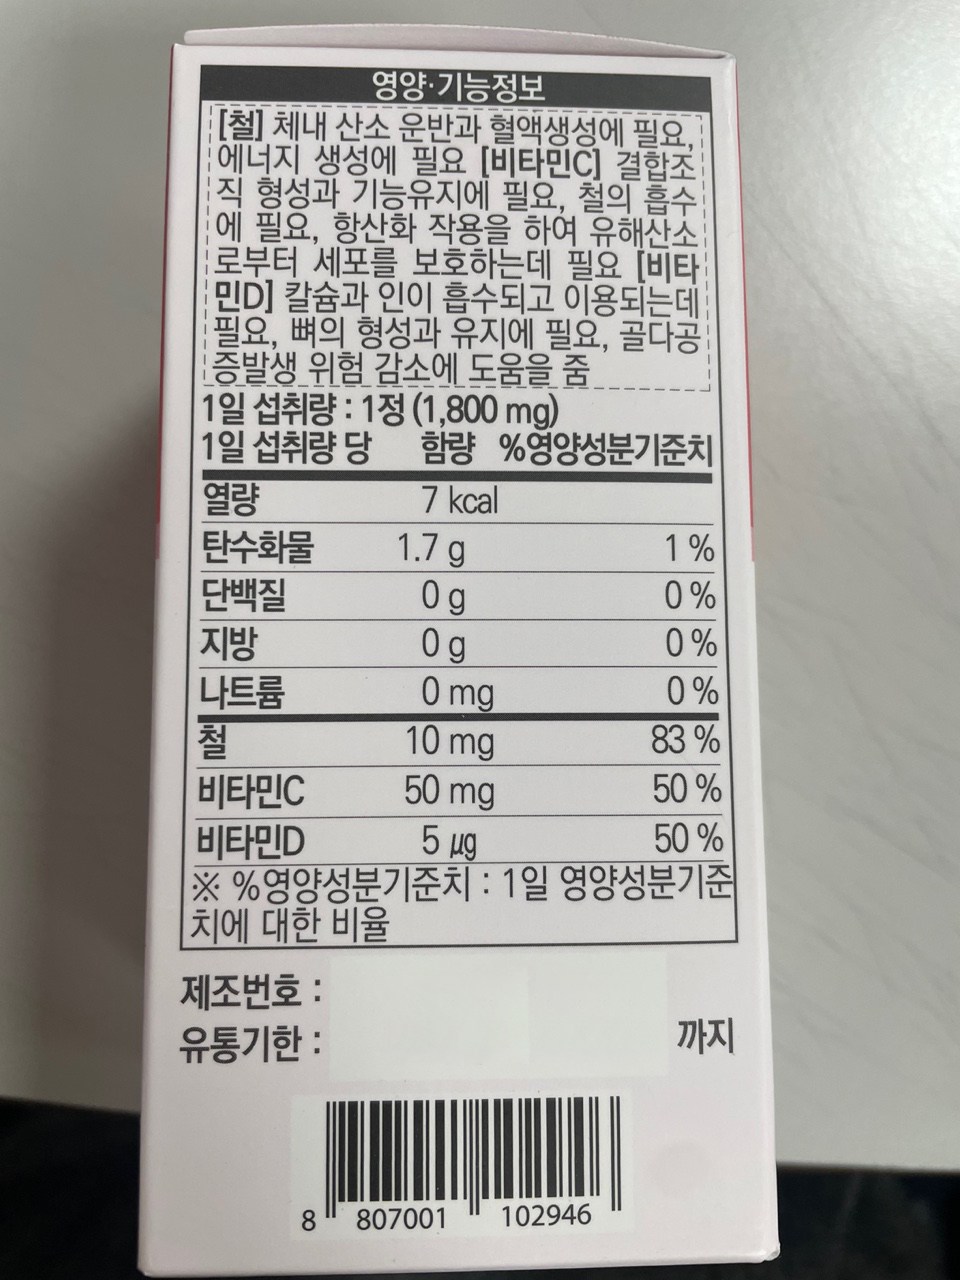 영양·기능정보
[철] 체내 산소 운반과 혈액생성에 필요,
에너지 생성에 필요 [비타민C] 결합조
직 형성과 기능유지에 필요, 철의 흡수
에 필요, 항산화 작용을 하여 유해산소
로부터 세포를 보호하는데 필요 [비타
민D] 칼슘과 인이 흡수되고 이용되는데
필요, 뼈의 형성과 유지에 필요, 골다공
증발생 위험 감소에 도움을 줌
1일 섭취량 : 1정 (1,800 mg)
1일 섭취량 당 함량 %영양성분기준치
열량 7 kcal
탄수화물 1.7 g 1 %
단백질 0 g 0 %
지방 0 g 0 %
나트륨 0 mg 0 %
철 10 mg 83 %
비타민C 50 mg 50 %
비타민D 5 µg 50 %
※ %영양성분기준치 : 1일 영양성분기준
치에 대한 비율
제조번호 :
유통기한 : 까지
8 807001 102946